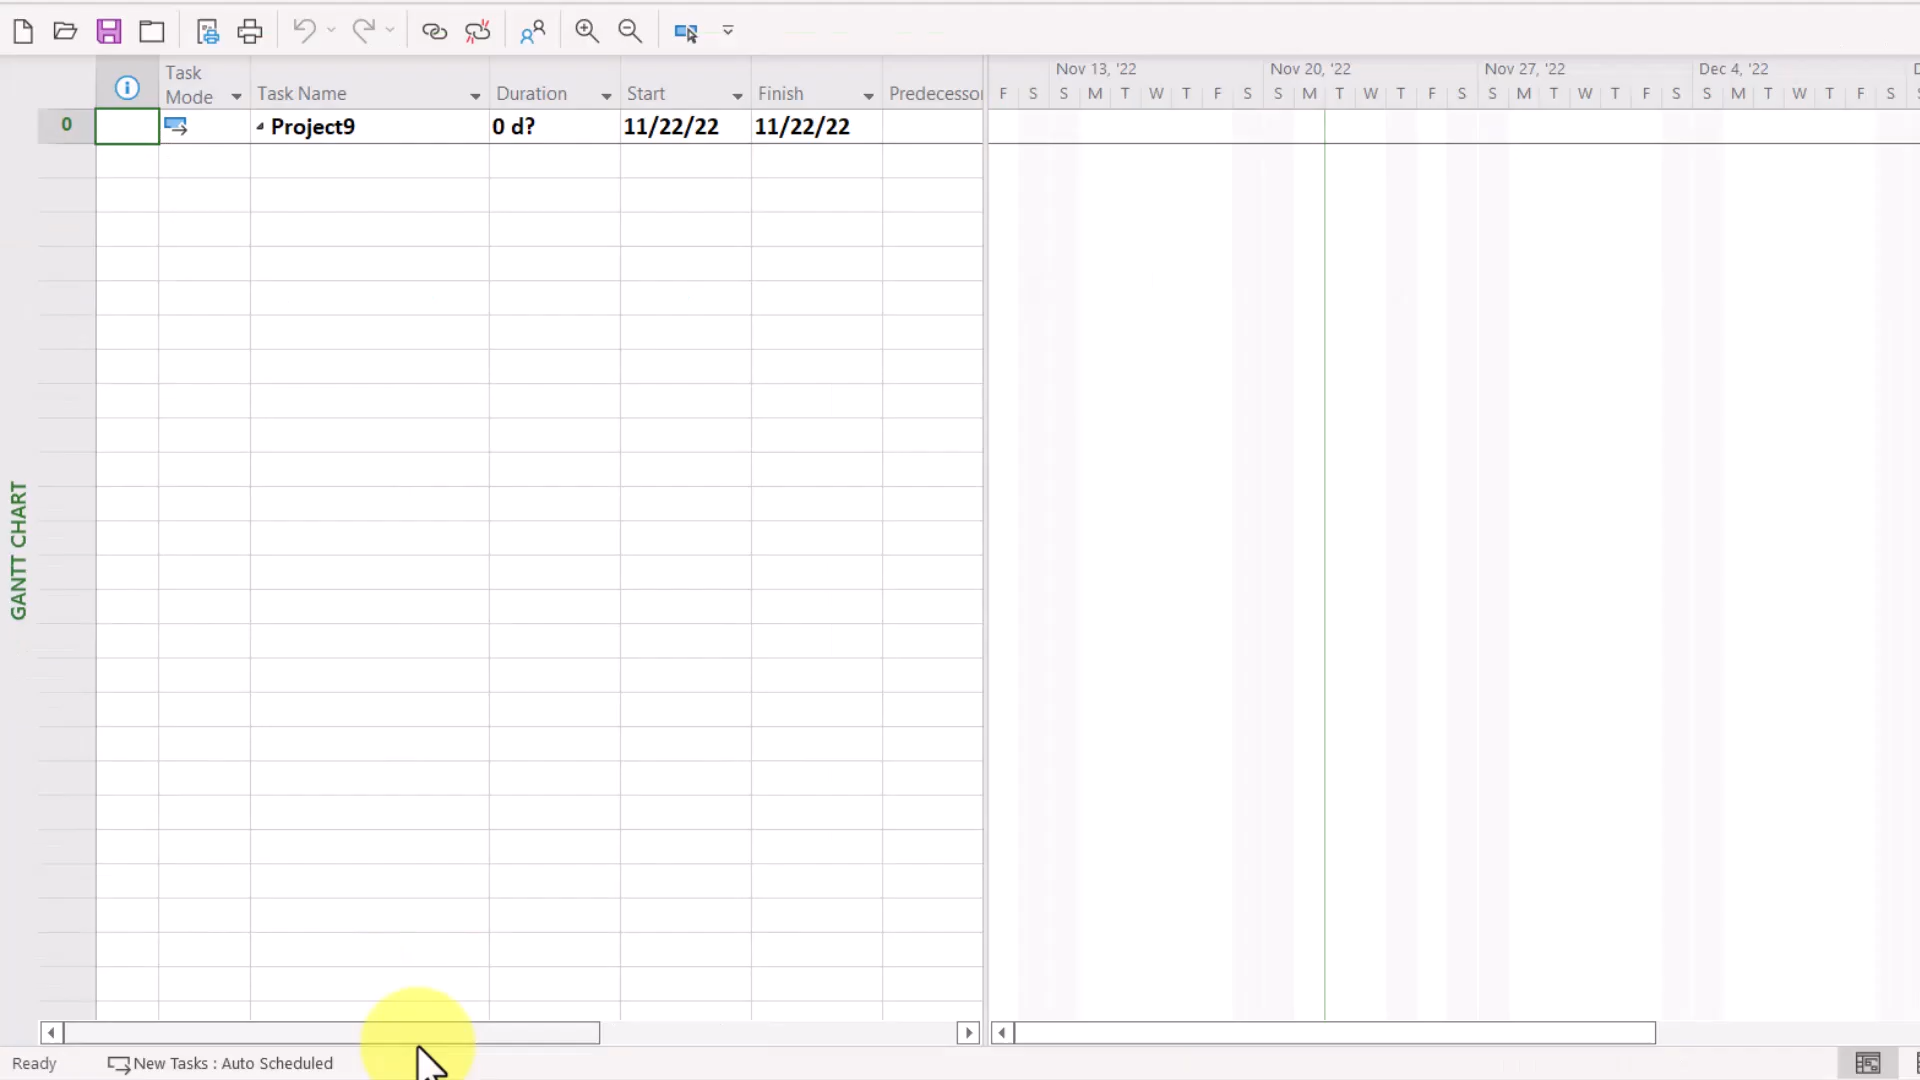 Task
Mode
Task Name
Duration
Start
Finish
Predecesso
Nov 13, '22
Nov 20, '22
Nov 27, '22
Dec 4, '22
F S S M T W T F S S M T W T F S S M T W T F S S M T W T F S
0
Project9
0 d?
11/22/22
11/22/22
GANTT CHART
Ready
New Tasks : Auto Scheduled